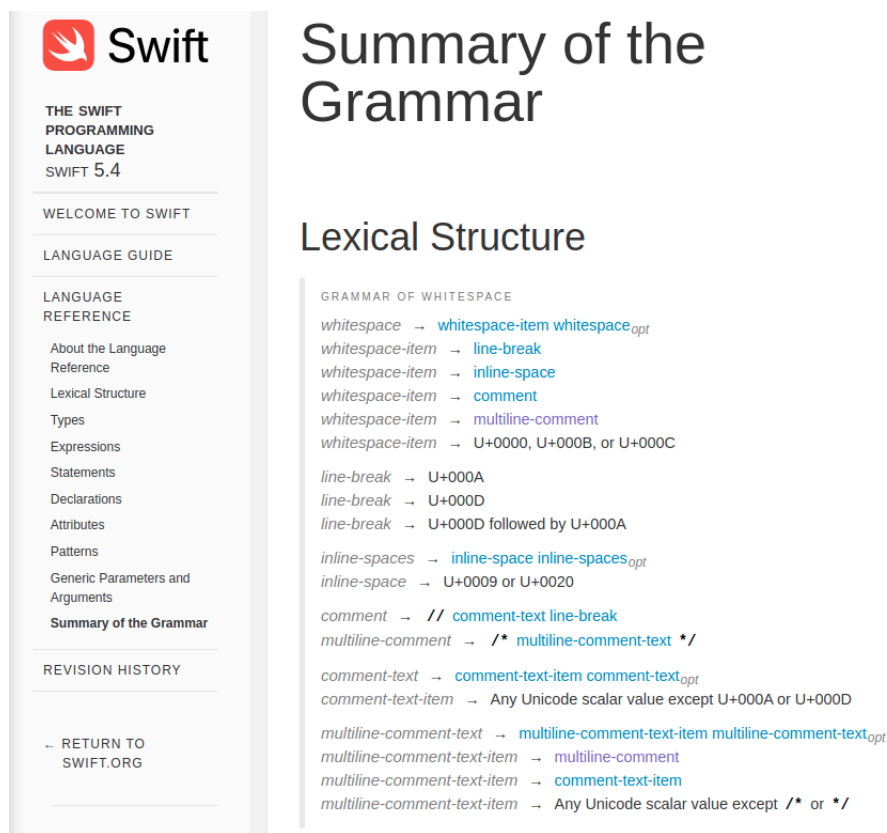 Swift
THE SWIFT
PROGRAMMING
LANGUAGE
SWIFT 5.4
WELCOME TO SWIFT
LANGUAGE GUIDE
LANGUAGE
REFERENCE
About the Language
Reference
Lexical Structure
Types
Expressions
Statements
Declarations
Attributes
Patterns
Generic Parameters and
Arguments
Summary of the Grammar
REVISION HISTORY
← RETURN TO
SWIFT.ORG
Summary of the
Grammar
Lexical Structure
GRAMMAR OF WHITESPACE
whitespace → whitespace-item whitespace opt
whitespace-item → line-break
whitespace-item → inline-space
whitespace-item → comment
whitespace-item → multiline-comment
whitespace-item → U+0000, U+000B, or U+000C
line-break → U+000A
line-break → U+000D
line-break → U+000D followed by U+000A
inline-spaces → inline-space inline-spaces opt
inline-space → U+0009 or U+0020
comment → // comment-text line-break
multiline-comment → /* multiline-comment-text */
comment-text → comment-text-item comment-text opt
comment-text-item → Any Unicode scalar value except U+000A or U+000D
multiline-comment-text → multiline-comment-text-item multiline-comment-text opt
multiline-comment-text-item → multiline-comment
multiline-comment-text-item → comment-text-item
multiline-comment-text-item → Any Unicode scalar value except /* or */